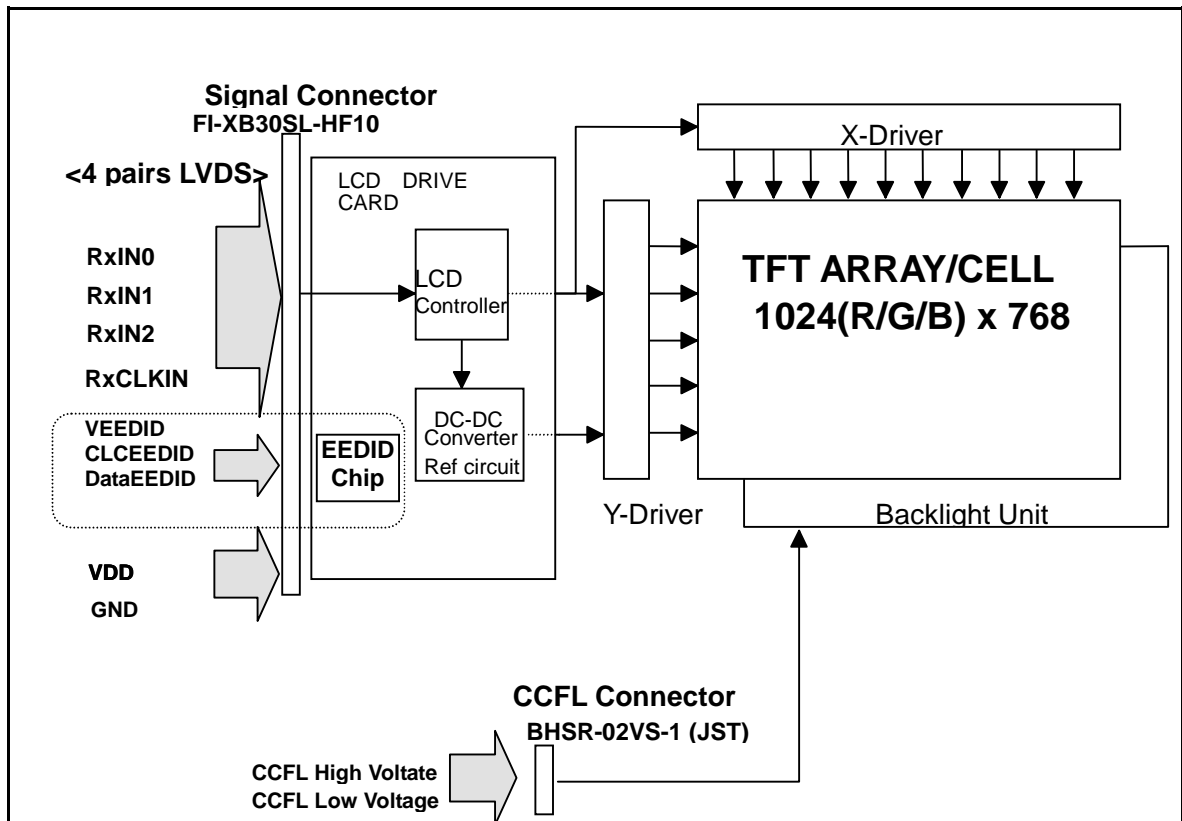 Signal Connector
FI-XB30SL-HF10
<4 pairs LVDS>
RxIN0
RxIN1
RxIN2
RxCLKIN
VEEDID
CLCEEDID
DataEEDID
VDD
GND
LCD DRIVE
CARD
LCD
Controller
DC-DC
Converter
Ref circuit
EEDID
Chip
X-Driver
TFT ARRAY/CELL
1024(R/G/B) x 768
Y-Driver
Backlight Unit
CCFL Connector
BHSR-02VS-1 (JST)
CCFL High Voltate
CCFL Low Voltage